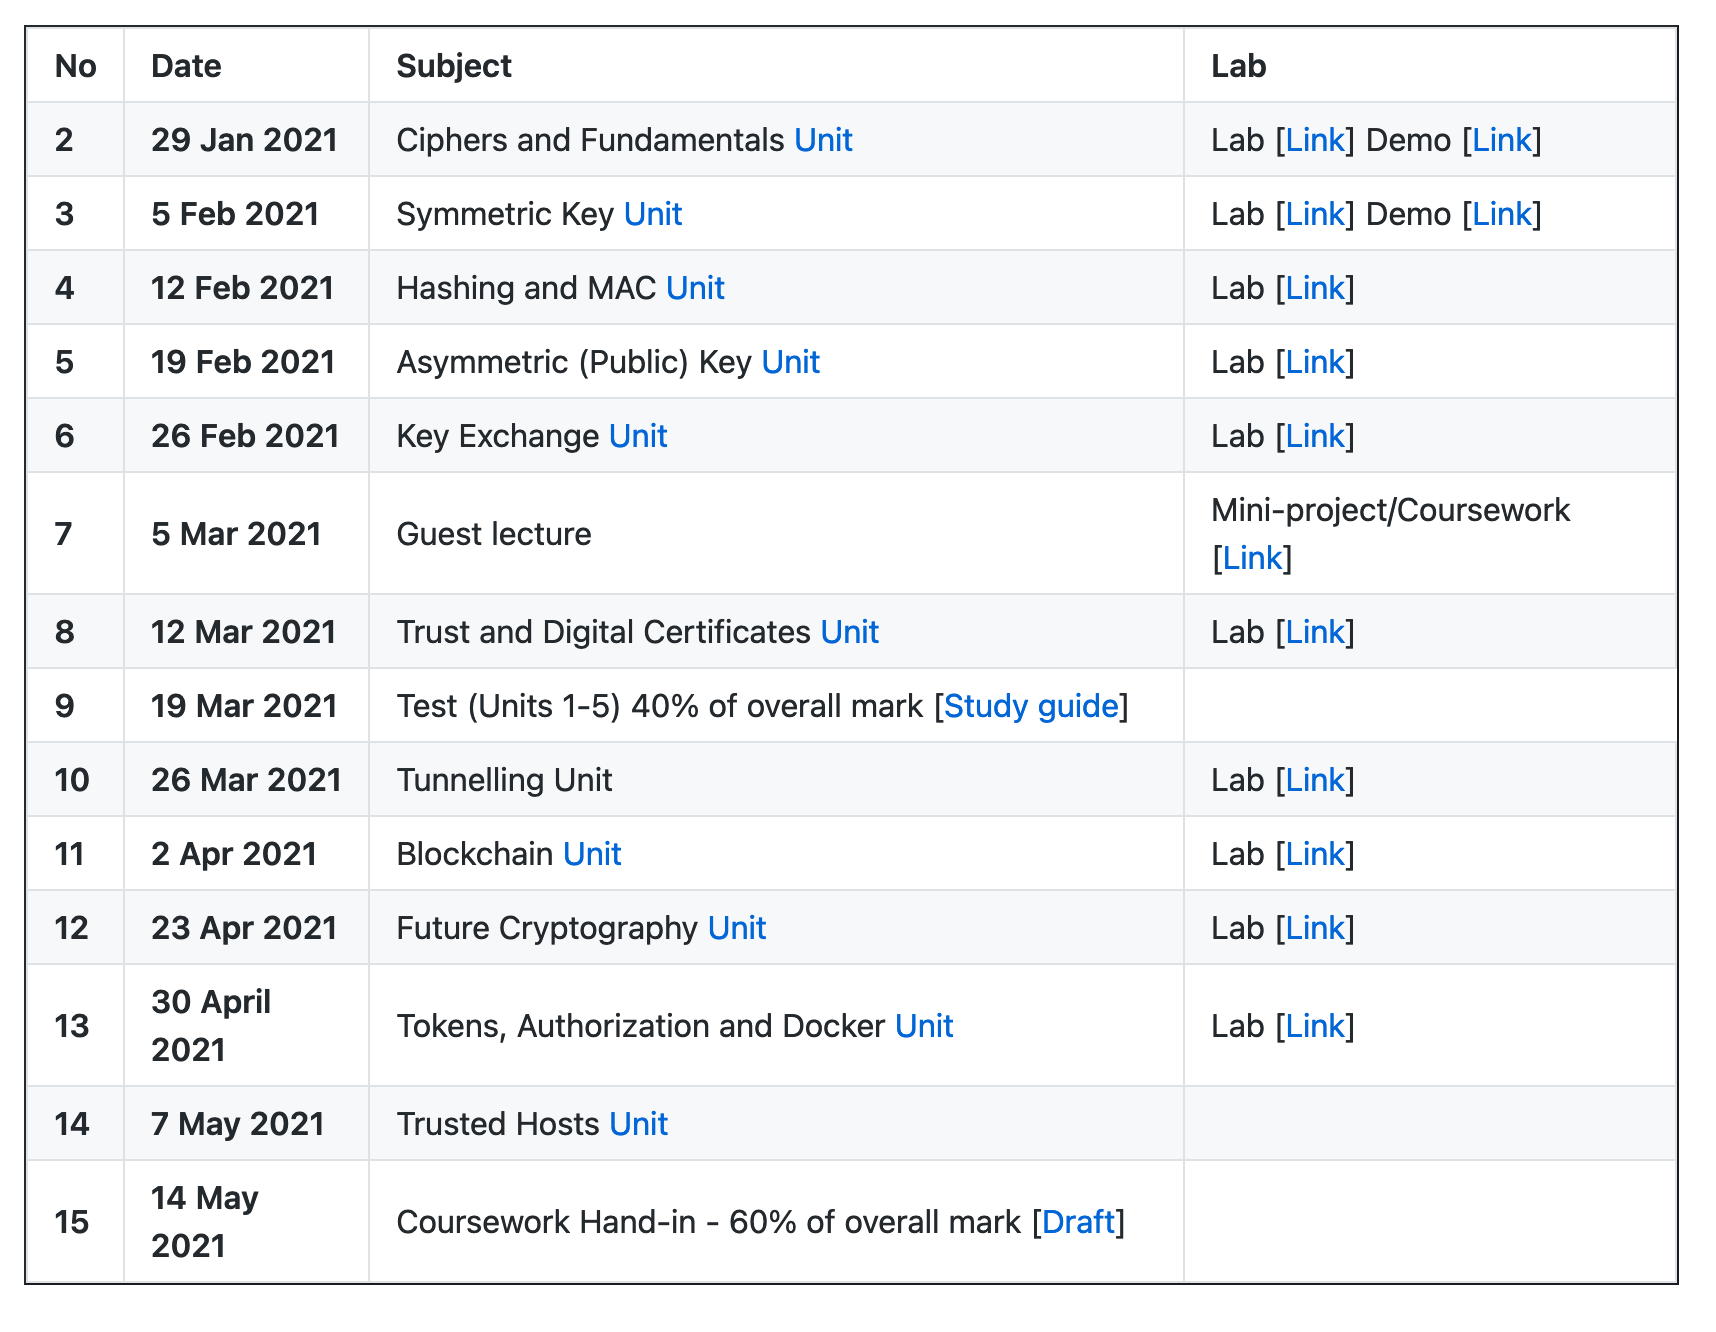 No Date Subject Lab
2 29 Jan 2021 Ciphers and Fundamentals Unit Lab [Link] Demo [Link]
3 5 Feb 2021 Symmetric Key Unit Lab [Link] Demo [Link]
4 12 Feb 2021 Hashing and MAC Unit Lab [Link]
5 19 Feb 2021 Asymmetric (Public) Key Unit Lab [Link]
6 26 Feb 2021 Key Exchange Unit Lab [Link]
7 5 Mar 2021 Guest lecture Mini-project/Coursework
[Link]
8 12 Mar 2021 Trust and Digital Certificates Unit Lab [Link]
9 19 Mar 2021 Test (Units 1-5) 40% of overall mark [Study guide]
10 26 Mar 2021 Tunnelling Unit Lab [Link]
11 2 Apr 2021 Blockchain Unit Lab [Link]
12 23 Apr 2021 Future Cryptography Unit Lab [Link]
13 30 April
2021 Tokens, Authorization and Docker Unit Lab [Link]
14 7 May 2021 Trusted Hosts Unit
15 14 May
2021 Coursework Hand-in - 60% of overall mark [Draft]